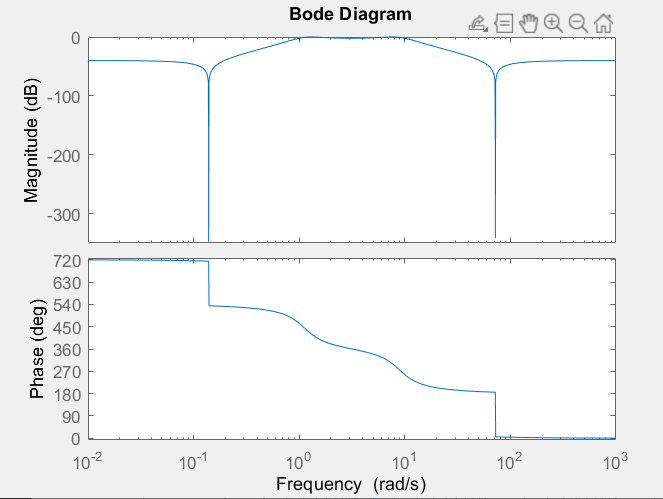 Bode Diagram
Magnitude (dB)
0
-100
-200
-300
Phase (deg)
720
630
540
450
360
270
180
90
0
10^-2 10^-1 10^0 10^1 10^2 10^3
Frequency (rad/s)